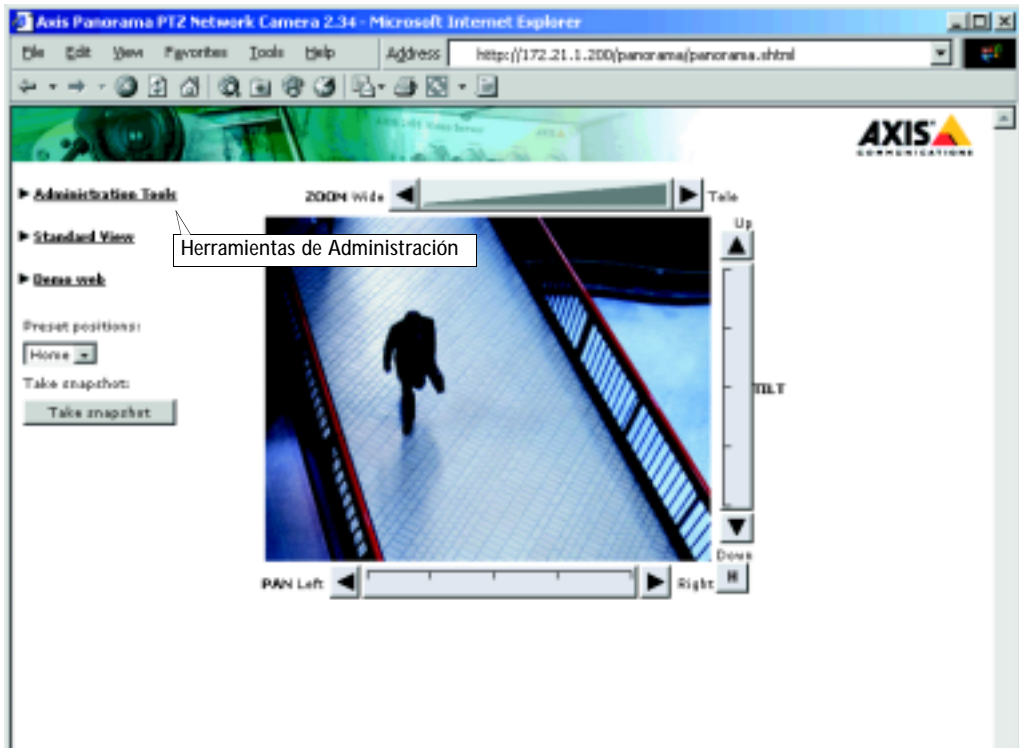 Axis Panorama PTZ Network Camera 2.34 - Microsoft Internet Explorer
File Edit View Favorites Tools Help Address http://172.21.1.200/panorama/panorama.shtml
AXIS
COMMUNICATIONS
Administration Tools
ZOOM Wide Tele
Up
Standard View
Herramientas de Administración
Demo web
Preset positions:
Home
Take snapshot:
TILT
Take snapshot
Down
PAN Left Right H